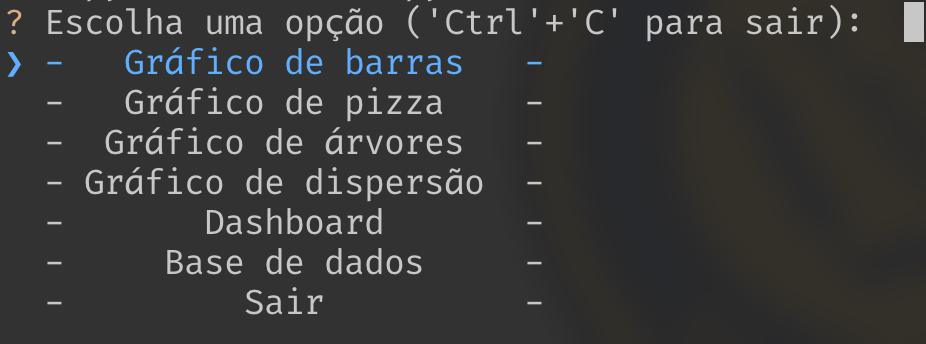 ? Escolha uma opção ('Ctrl'+'C' para sair):
❯ - Gráfico de barras -
- Gráfico de pizza -
- Gráfico de árvores -
- Gráfico de dispersão -
- Dashboard -
- Base de dados -
- Sair -